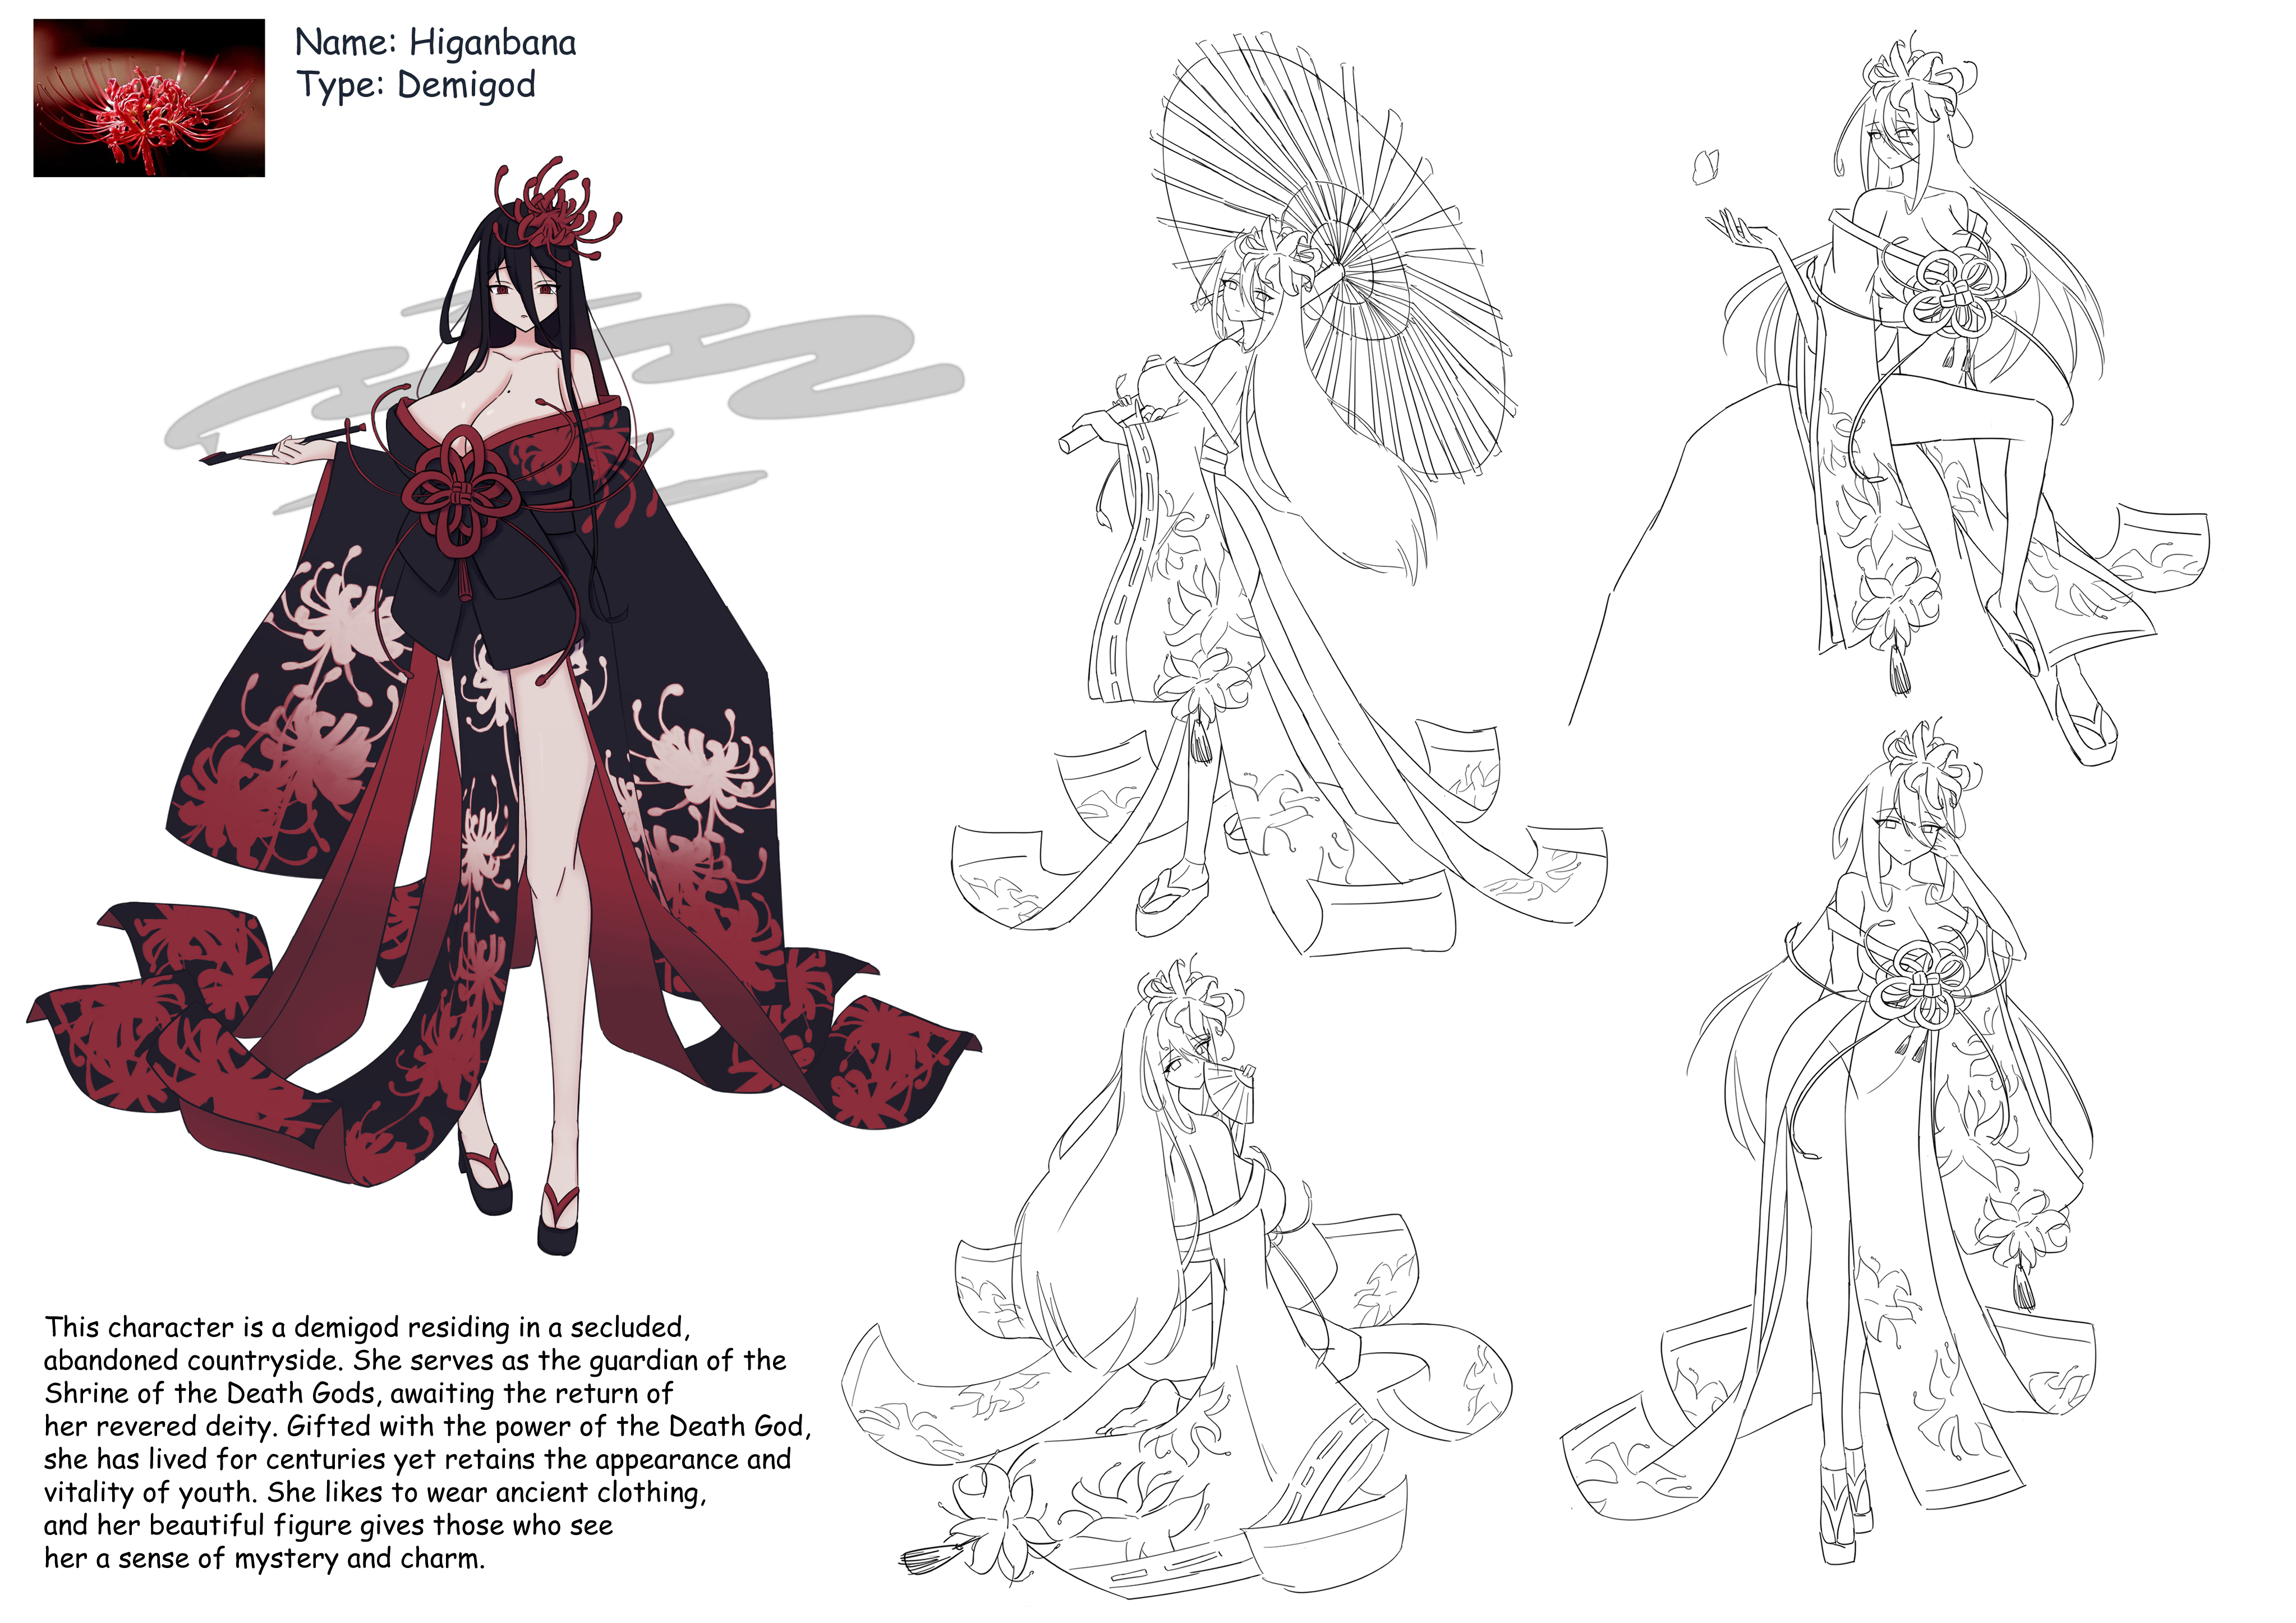 Name: Higanbana
Type: Demigod
This character is a demigod residing in a secluded,
abandoned countryside. She serves as the guardian of the
Shrine of the Death Gods, awaiting the return of
her revered deity. Gifted with the power of the Death God,
she has lived for centuries yet retains the appearance and
vitality of youth. She likes to wear ancient clothing,
and her beautiful figure gives those who see
her a sense of mystery and charm.